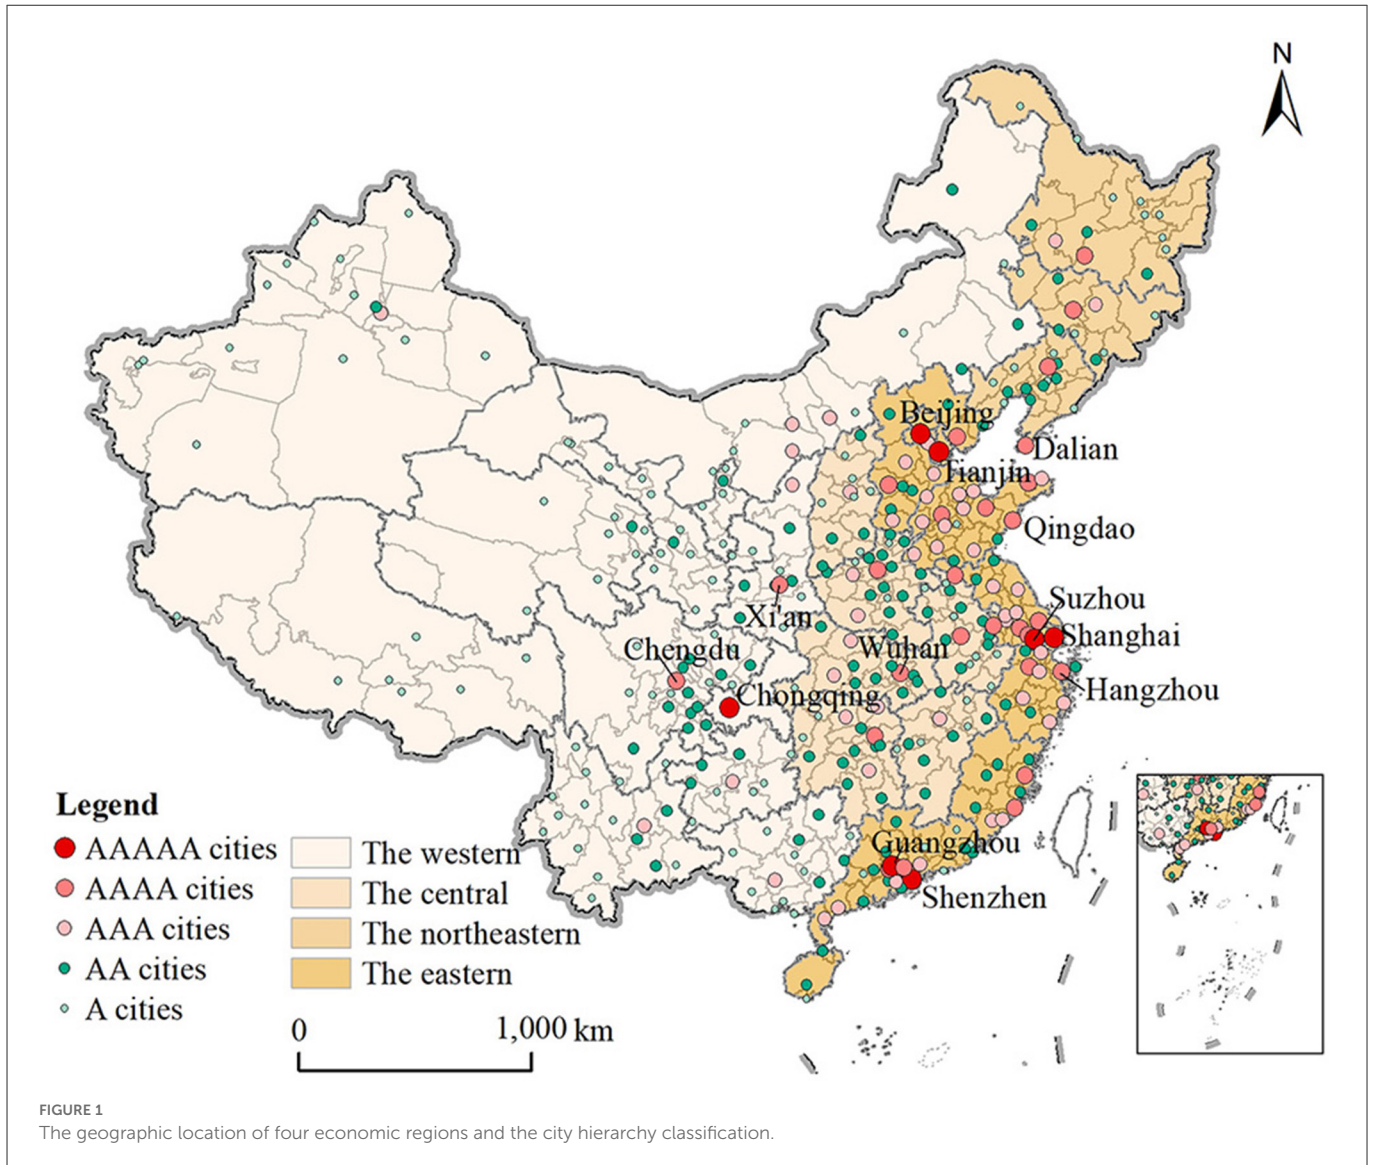 N
Beijing
Tianjin
Dalian
Qingdao
Xi'an
Suzhou
Shanghai
Chengdu
Wuhan
Chongqing
Hangzhou
Guangzhou
Shenzhen
Legend
AAAAA cities
AAAA cities
AAA cities
AA cities
A cities
The western
The central
The northeastern
The eastern
0 1,000 km
FIGURE 1
The geographic location of four economic regions and the city hierarchy classification.